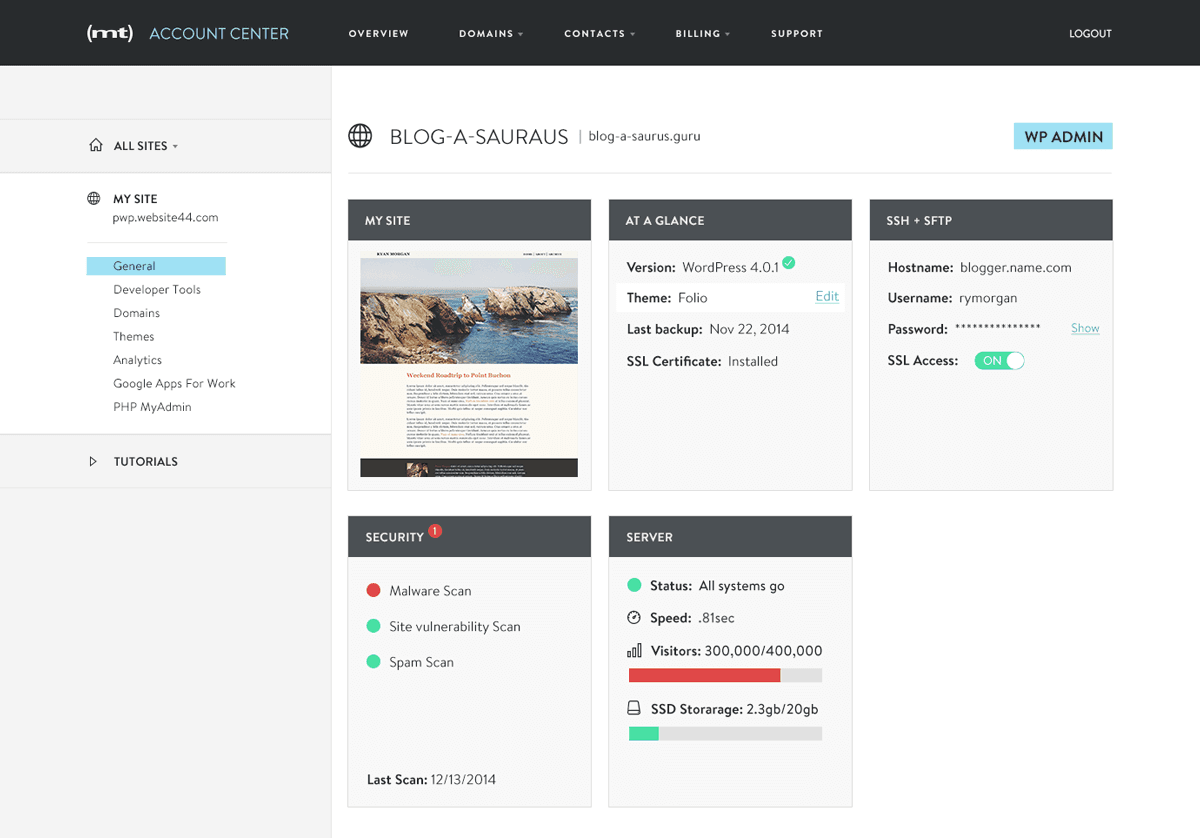 (mt) ACCOUNT CENTER
OVERVIEW
DOMAINS
CONTACTS
BILLING
SUPPORT
LOGOUT
ALL SITES
MY SITE
pwp.website44.com
General
Developer Tools
Domains
Themes
Analytics
Google Apps For Work
PHP MyAdmin
TUTORIALS
BLOG-A-SAURAUS | blog-a-saurus.guru
WP ADMIN
MY SITE
RYAN MORGAN
Weekend Roadtrip to Point Buchon
AT A GLANCE
Version: WordPress 4.0.1
Theme: Folio Edit
Last backup: Nov 22, 2014
SSL Certificate: Installed
SSH + SFTP
Hostname: blogger.name.com
Username: rymorgan
Password: *************** Show
SSL Access: ON
SECURITY 1
Malware Scan
Site vulnerability Scan
Spam Scan
Last Scan: 12/13/2014
SERVER
Status: All systems go
Speed: .81sec
Visitors: 300,000/400,000
SSD Storarage: 2.3gb/20gb